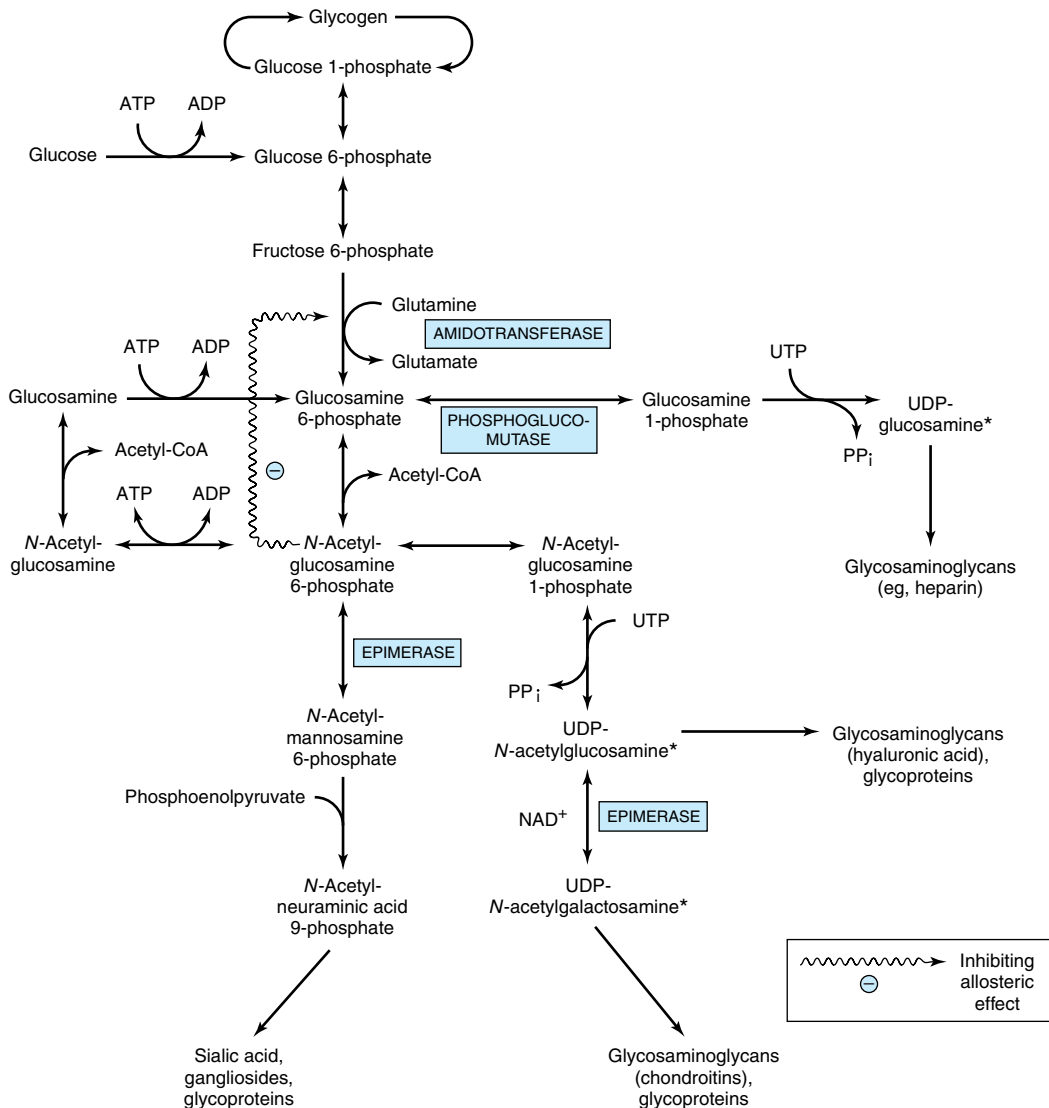 Glycogen
Glucose 1-phosphate
ATP
ADP
Glucose
Glucose 6-phosphate
Fructose 6-phosphate
Glutamine
AMIDOTRANSFERASE
Glutamate
ATP
ADP
Glucosamine
Glucosamine
6-phosphate
PHOSPHOGLUCO-
MUTASE
Glucosamine
1-phosphate
UTP
PPi
UDP-
glucosamine*
Glycosaminoglycans
(eg, heparin)
Acetyl-CoA
Acetyl-CoA
−
ATP
ADP
N-Acetyl-
glucosamine
N-Acetyl-
glucosamine
6-phosphate
N-Acetyl-
glucosamine
1-phosphate
EPIMERASE
UTP
PPi
N-Acetyl-
mannosamine
6-phosphate
UDP-
N-acetylglucosamine*
Glycosaminoglycans
(hyaluronic acid),
glycoproteins
Phosphoenolpyruvate
NAD+
EPIMERASE
N-Acetyl-
neuraminic acid
9-phosphate
UDP-
N-acetylgalactosamine*
Sialic acid,
gangliosides,
glycoproteins
Glycosaminoglycans
(chondroitins),
glycoproteins
−
Inhibiting
allosteric
effect